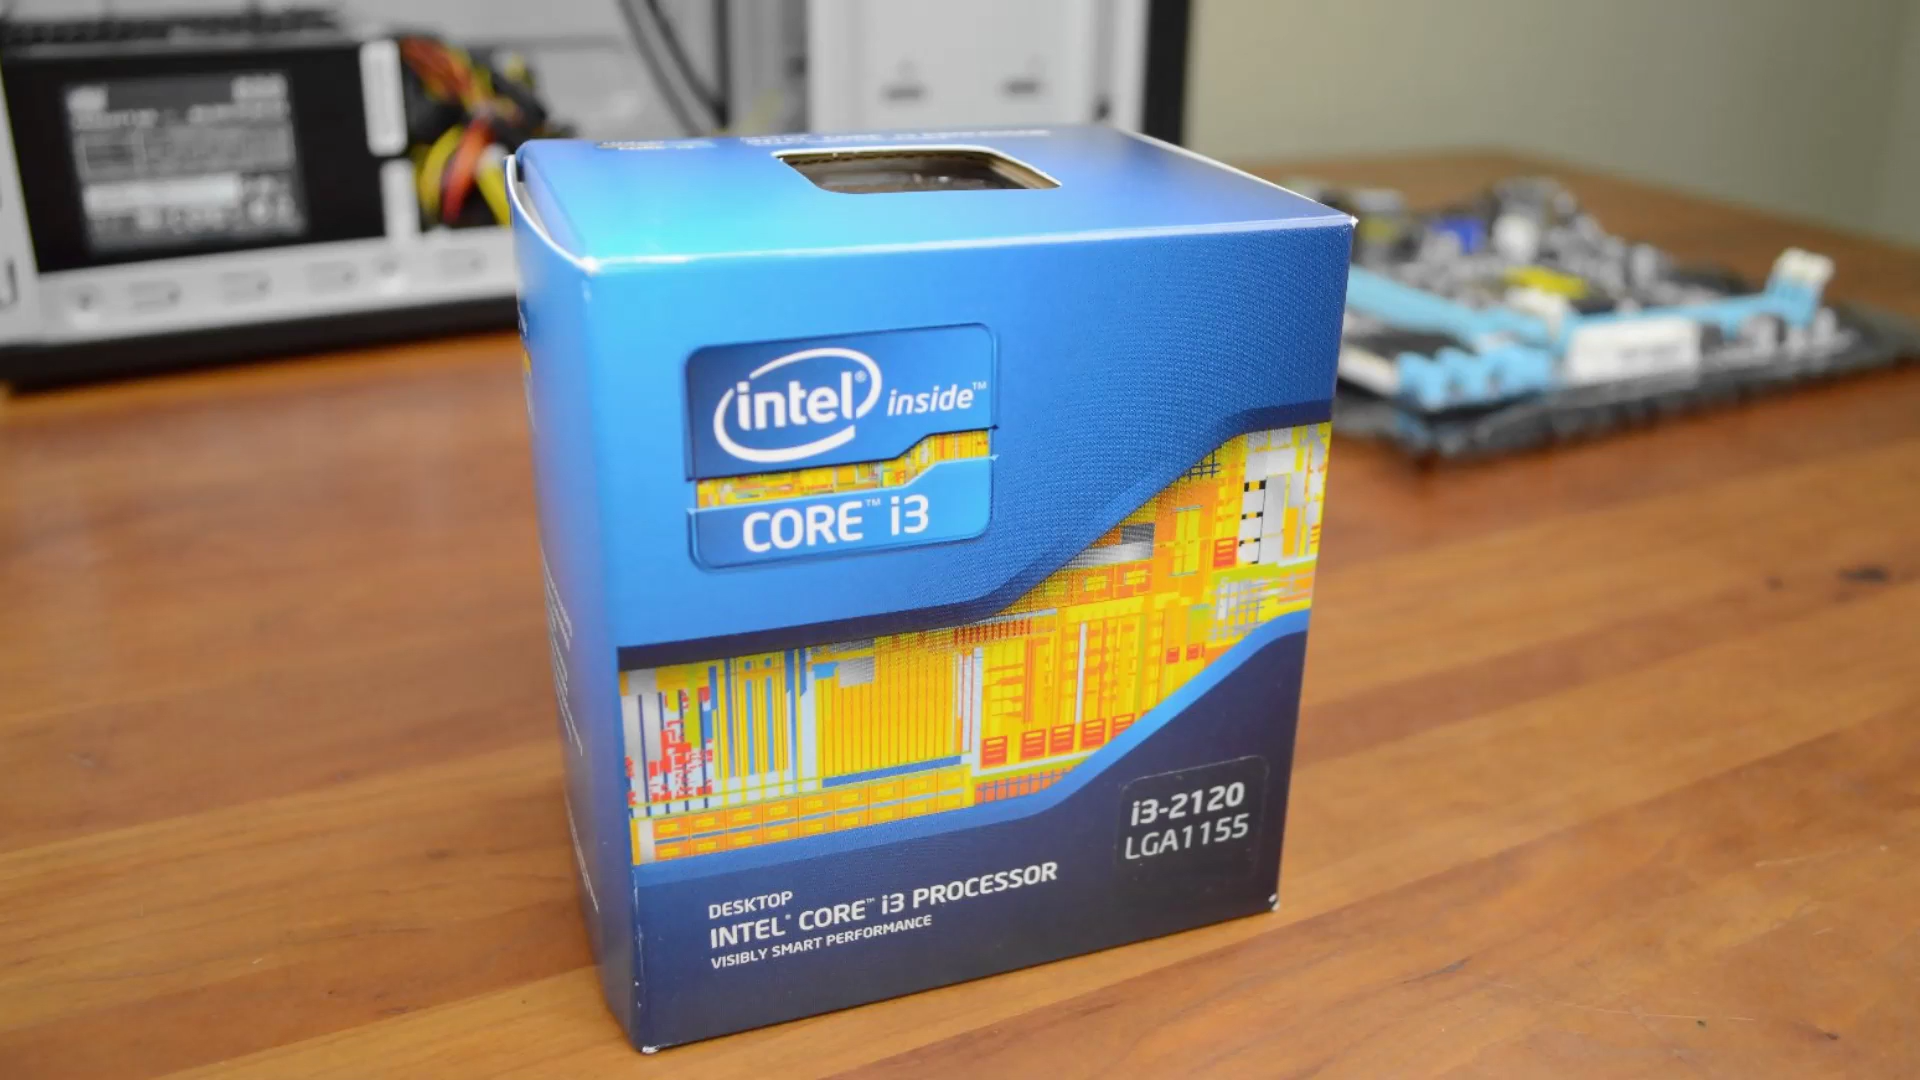 intel® inside™
CORE™ i3
i3-2120
LGA1155
DESKTOP
INTEL® CORE™ i3 PROCESSOR
VISIBLY SMART PERFORMANCE